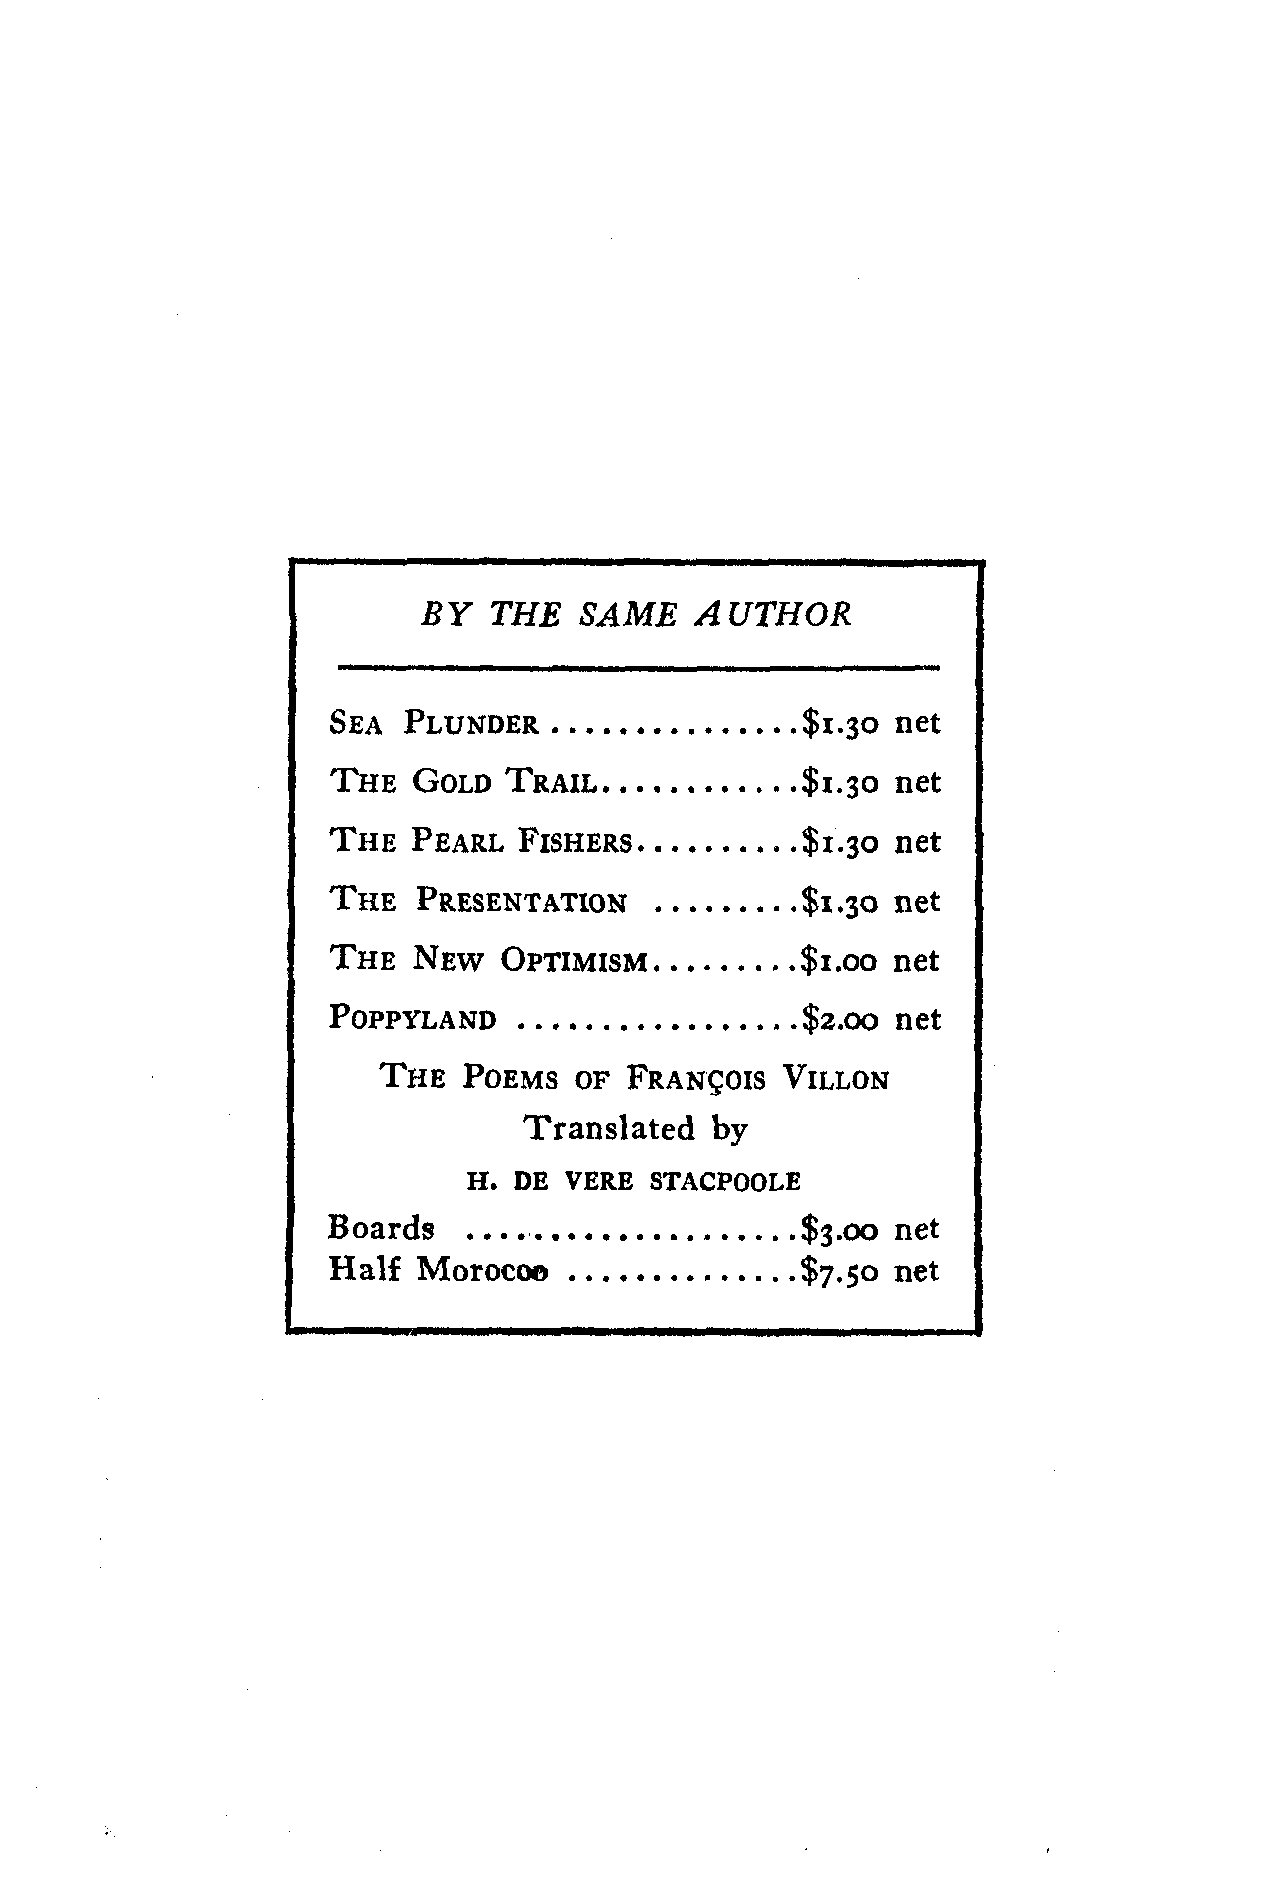 BY THE SAME AUTHOR
SEA PLUNDER ...............$1.30 net
THE GOLD TRAIL............$1.30 net
THE PEARL FISHERS..........$1.30 net
THE PRESENTATION .........$1.30 net
THE NEW OPTIMISM.........$1.00 net
POPPYLAND .................$2.00 net
THE POEMS OF FRANÇOIS VILLON
Translated by
H. DE VERE STACPOOLE
Boards ....................$3.00 net
Half Morocoo ..............$7.50 net